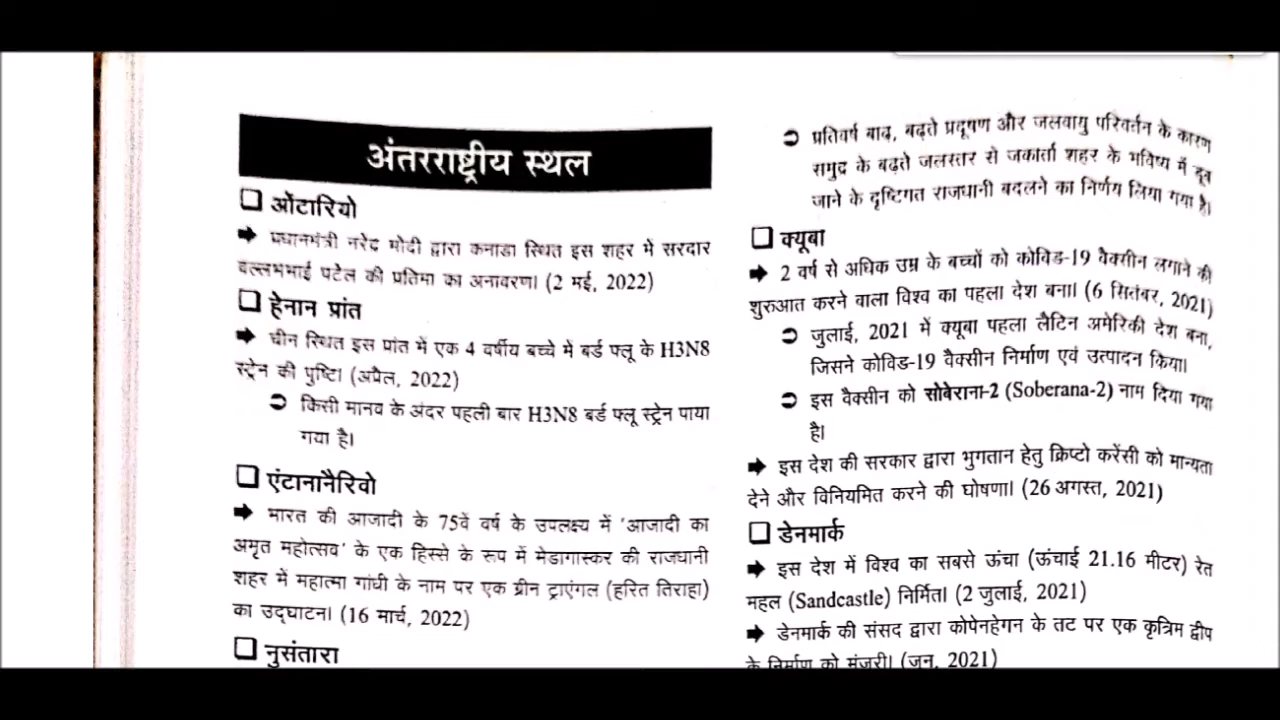 अंतरराष्ट्रीय स्थल
❑ ओंटारियो
➡ प्रधानमंत्री नरेंद्र मोदी द्वारा कनाडा स्थित इस शहर में सरदार
वल्लभभाई पटेल की प्रतिमा का अनावरण। (2 मई, 2022)
❑ हेनान प्रांत
➡ चीन स्थित इस प्रांत में एक 4 वर्षीय बच्चे में बर्ड फ्लू के H3N8
स्ट्रेन की पुष्टि। (अप्रैल, 2022)
➲ किसी मानव के अंदर पहली बार H3N8 बर्ड फ्लू स्ट्रेन पाया
गया है।
❑ एंटानानैरिवो
➡ भारत की आजादी के 75वें वर्ष के उपलक्ष्य में 'आजादी का
अमृत महोत्सव' के एक हिस्से के रूप में मेडागास्कर की राजधानी
शहर में महात्मा गांधी के नाम पर एक ग्रीन ट्राएंगल (हरित तिराहा)
का उद्घाटन। (16 मार्च, 2022)
❑ नुसंतारा
➲ प्रतिवर्ष बाढ़, बढ़ते प्रदूषण और जलवायु परिवर्तन के कारण
समुद्र के बढ़ते जलस्तर से जकार्ता शहर के भविष्य में डूब
जाने के दृष्टिगत राजधानी बदलने का निर्णय लिया गया है।
❑ क्यूबा
➡ 2 वर्ष से अधिक उम्र के बच्चों को कोविड-19 वैक्सीन लगाने की
शुरुआत करने वाला विश्व का पहला देश बना। (6 सितंबर, 2021)
➲ जुलाई, 2021 में क्यूबा पहला लैटिन अमेरिकी देश बना,
जिसने कोविड-19 वैक्सीन निर्माण एवं उत्पादन किया।
➲ इस वैक्सीन को सोबेराना-2 (Soberana-2) नाम दिया गया
है।
➡ इस देश की सरकार द्वारा भुगतान हेतु क्रिप्टो करेंसी को मान्यता
देने और विनियमित करने की घोषणा। (26 अगस्त, 2021)
❑ डेनमार्क
➡ इस देश में विश्व का सबसे ऊंचा (ऊंचाई 21.16 मीटर) रेत
महल (Sandcastle) निर्मित। (2 जुलाई, 2021)
➡ डेनमार्क की संसद द्वारा कोपेनहेगन के तट पर एक कृत्रिम द्वीप
के निर्माण को मंजूरी। (जून, 2021)